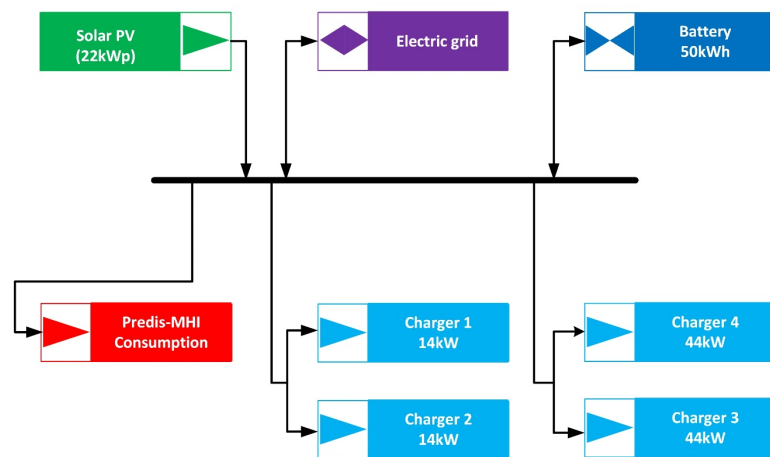 Solar PV
(22kWp)
Electric grid
Battery
50kWh
Predis-MHI
Consumption
Charger 1
14kW
Charger 4
44kW
Charger 2
14kW
Charger 3
44kW